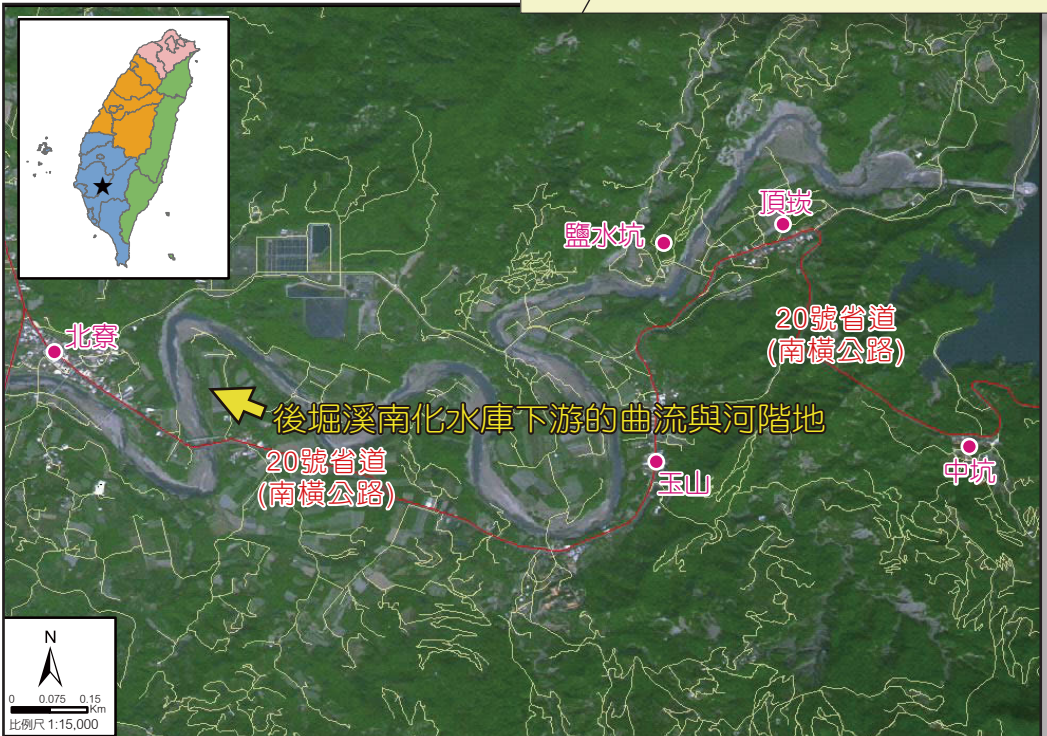 頂崁
鹽水坑
20號省道
(南橫公路)
北寮
後堀溪南化水庫下游的曲流與河階地
20號省道
(南橫公路)
玉山
中坑
N
0 0.075 0.15
Km
比例尺 1:15,000